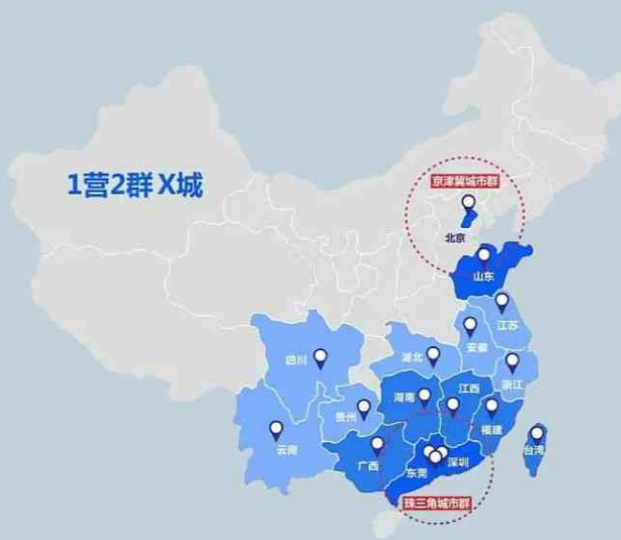 1营2群X城
京津冀城市群
北京
山东
江苏
安徽
四川
湖北
浙江
湖南
江西
贵州
福建
云南
台湾
广西
东莞
深圳
珠三角城市群